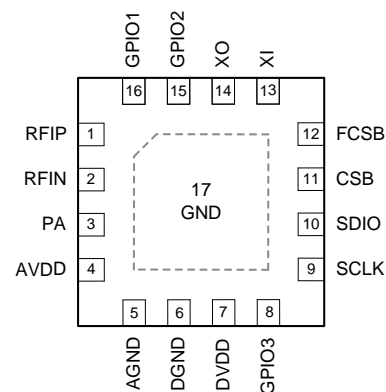 GPIO1
GPIO2
XO
XI
16
15
14
13
RFIP
1
12
FCSB
RFIN
2
11
CSB
17
GND
PA
3
10
SDIO
AVDD
4
9
SCLK
5
6
7
8
AGND
DGND
DVDD
GPIO3